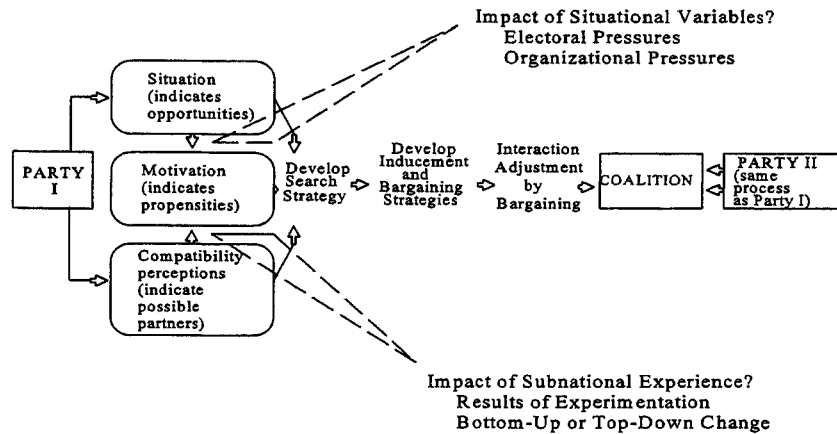 Impact of Situational Variables?
Electoral Pressures
Organizational Pressures
Situation
(indicates
opportunities)
PARTY
I
Motivation
(indicates
propensities)
Compatibility
perceptions
(indicate
possible
partners)
Develop
Search
Strategy
Develop
Inducement
and
Bargaining
Strategies
Interaction
Adjustment
by
Bargaining
COALITION
PARTY II
(same
process
as Party I)
Impact of Subnational Experience?
Results of Experimentation
Bottom-Up or Top-Down Change